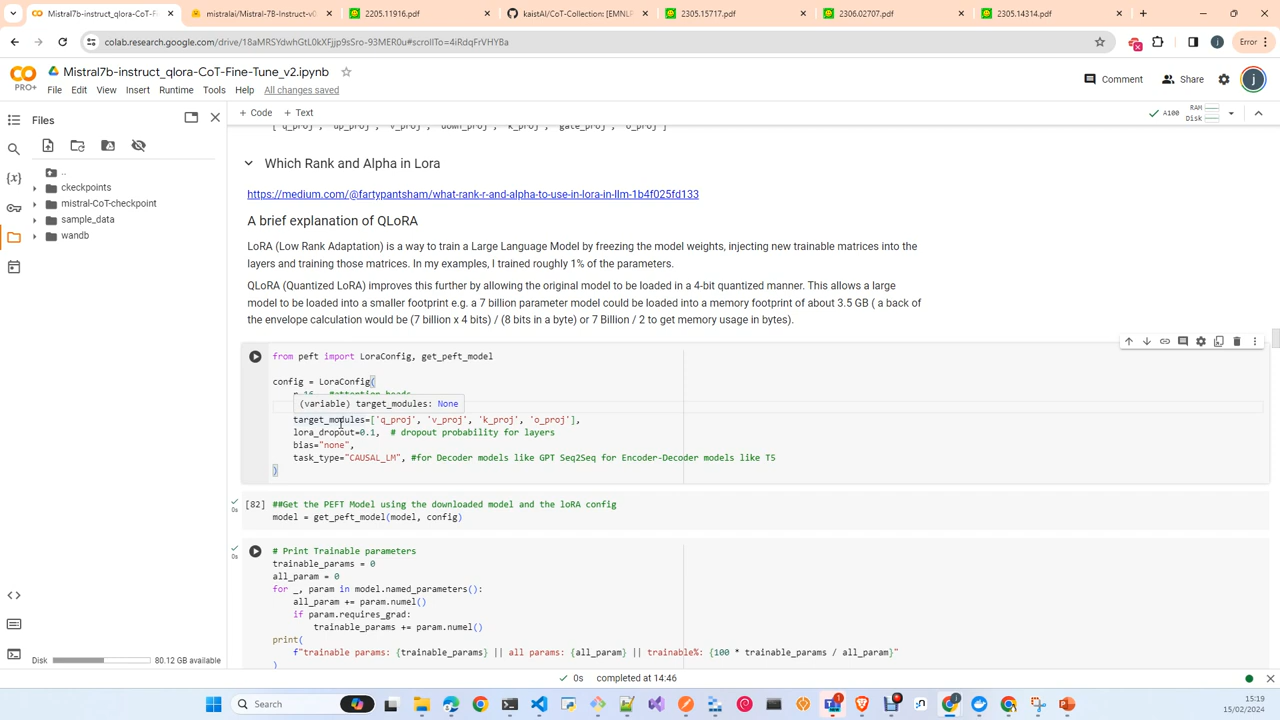 Mistral7b-instruct_qlora-CoT-Fi
mistralai/Mistral-7B-Instruct-v0
2205.11916.pdf
kaistAI/CoT-Collection: [EMNLP
2305.15717.pdf
2306.02707.pdf
2305.14314.pdf
colab.research.google.com/drive/18aMRSYdwhGtL0kXFjjp9sSro-93MER0u#scrollTo=4iRdqFrVHYBa
Error
Mistral7b-instruct_qlora-CoT-Fine-Tune_v2.ipynb
PRO+
File Edit View Insert Runtime Tools Help All changes saved
Comment
Share
j
Files
+ Code + Text
A100
RAM
Disk
..
ckeckpoints
mistral-CoT-checkpoint
sample_data
wandb
['q_proj', 'up_proj', 'v_proj', 'down_proj', 'k_proj', 'gate_proj', 'o_proj']
Which Rank and Alpha in Lora
https://medium.com/@fartypantsham/what-rank-r-and-alpha-to-use-in-lora-in-llm-1b4f025fd133
A brief explanation of QLoRA
LoRA (Low Rank Adaptation) is a way to train a Large Language Model by freezing the model weights, injecting new trainable matrices into the
layers and training those matrices. In my examples, I trained roughly 1% of the parameters.
QLoRA (Quantized LoRA) improves this further by allowing the original model to be loaded in a 4-bit quantized manner. This allows a large
model to be loaded into a smaller footprint e.g. a 7 billion parameter model could be loaded into a memory footprint of about 3.5 GB ( a back of
the envelope calculation would be (7 billion x 4 bits) / (8 bits in a byte) or 7 Billion / 2 to get memory usage in bytes).
from peft import LoraConfig, get_peft_model
config = LoraConfig(
r=16, #attention heads
(variable) target_modules: None
target_modules=['q_proj', 'v_proj', 'k_proj', 'o_proj'],
lora_dropout=0.1, # dropout probability for layers
bias="none",
task_type="CAUSAL_LM", #for Decoder models like GPT Seq2Seq for Encoder-Decoder models like T5
)
[82] ##Get the PEFT Model using the downloaded model and the loRA config
0s
model = get_peft_model(model, config)
# Print Trainable parameters
0s
trainable_params = 0
all_param = 0
for _, param in model.named_parameters():
all_param += param.numel()
if param.requires_grad:
trainable_params += param.numel()
print(
f"trainable params: {trainable_params} || all params: {all_param} || trainable%: {100 * trainable_params / all_param}"
)
Disk 80.12 GB available
0s completed at 14:46
Search
15:19
15/02/2024